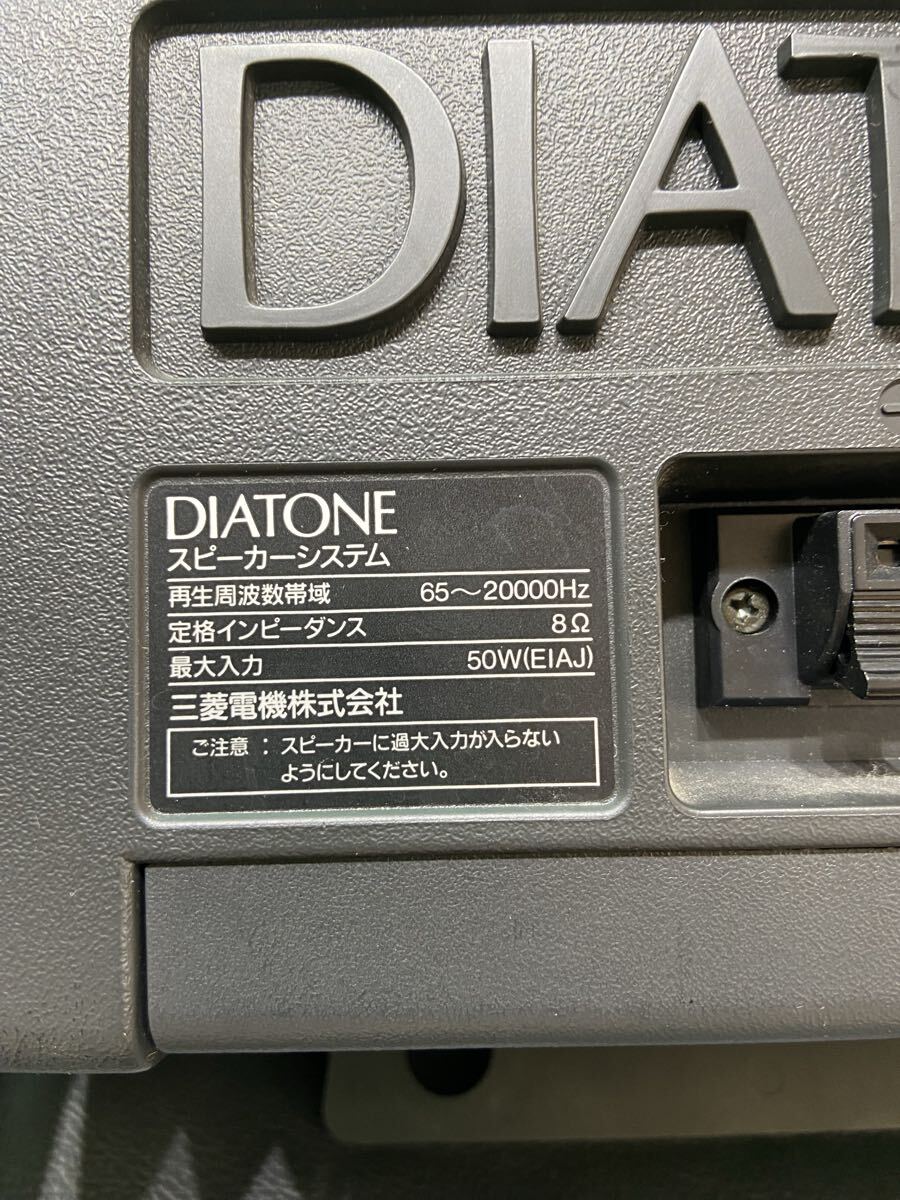 DIAT
DIATONE
スピーカーシステム
再生周波数帯域 65〜20000Hz
定格インピーダンス 8Ω
最大入力 50W(EIAJ)
三菱電機株式会社
ご注意 : スピーカーに過大入力が入らない
ようにしてください。